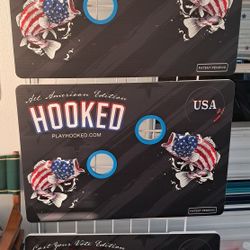 PATENT PENDING
All American Edition
HOOKED
PLAYHOOKED.COM
USA
PATENT PENDING
Cast Your Vote Edition